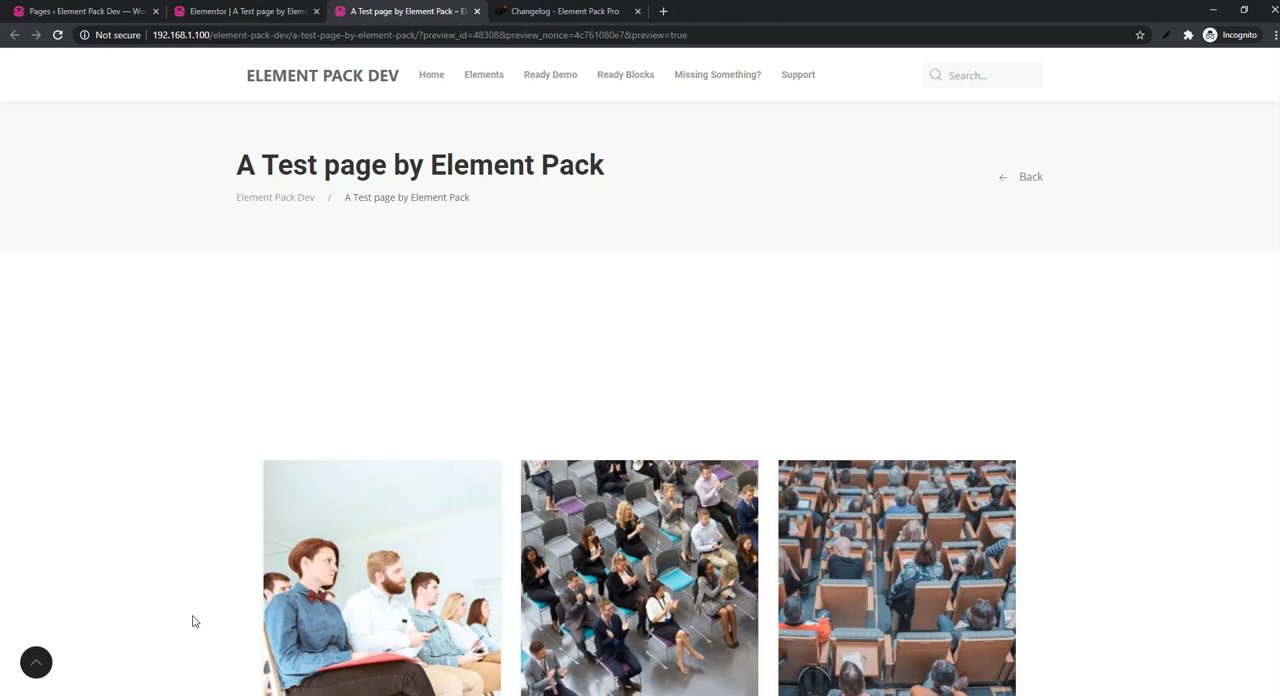 Pages ‹ Element Pack Dev — Wo
Elementor | A Test page by Elem
A Test page by Element Pack – El
Changelog - Element Pack Pro
Not secure
192.168.1.100/element-pack-dev/a-test-page-by-element-pack/?preview_id=48308&preview_nonce=4c761080e7&preview=true
Incognito
ELEMENT PACK DEV
Home
Elements
Ready Demo
Ready Blocks
Missing Something?
Support
Search...
A Test page by Element Pack
Back
Element Pack Dev / A Test page by Element Pack